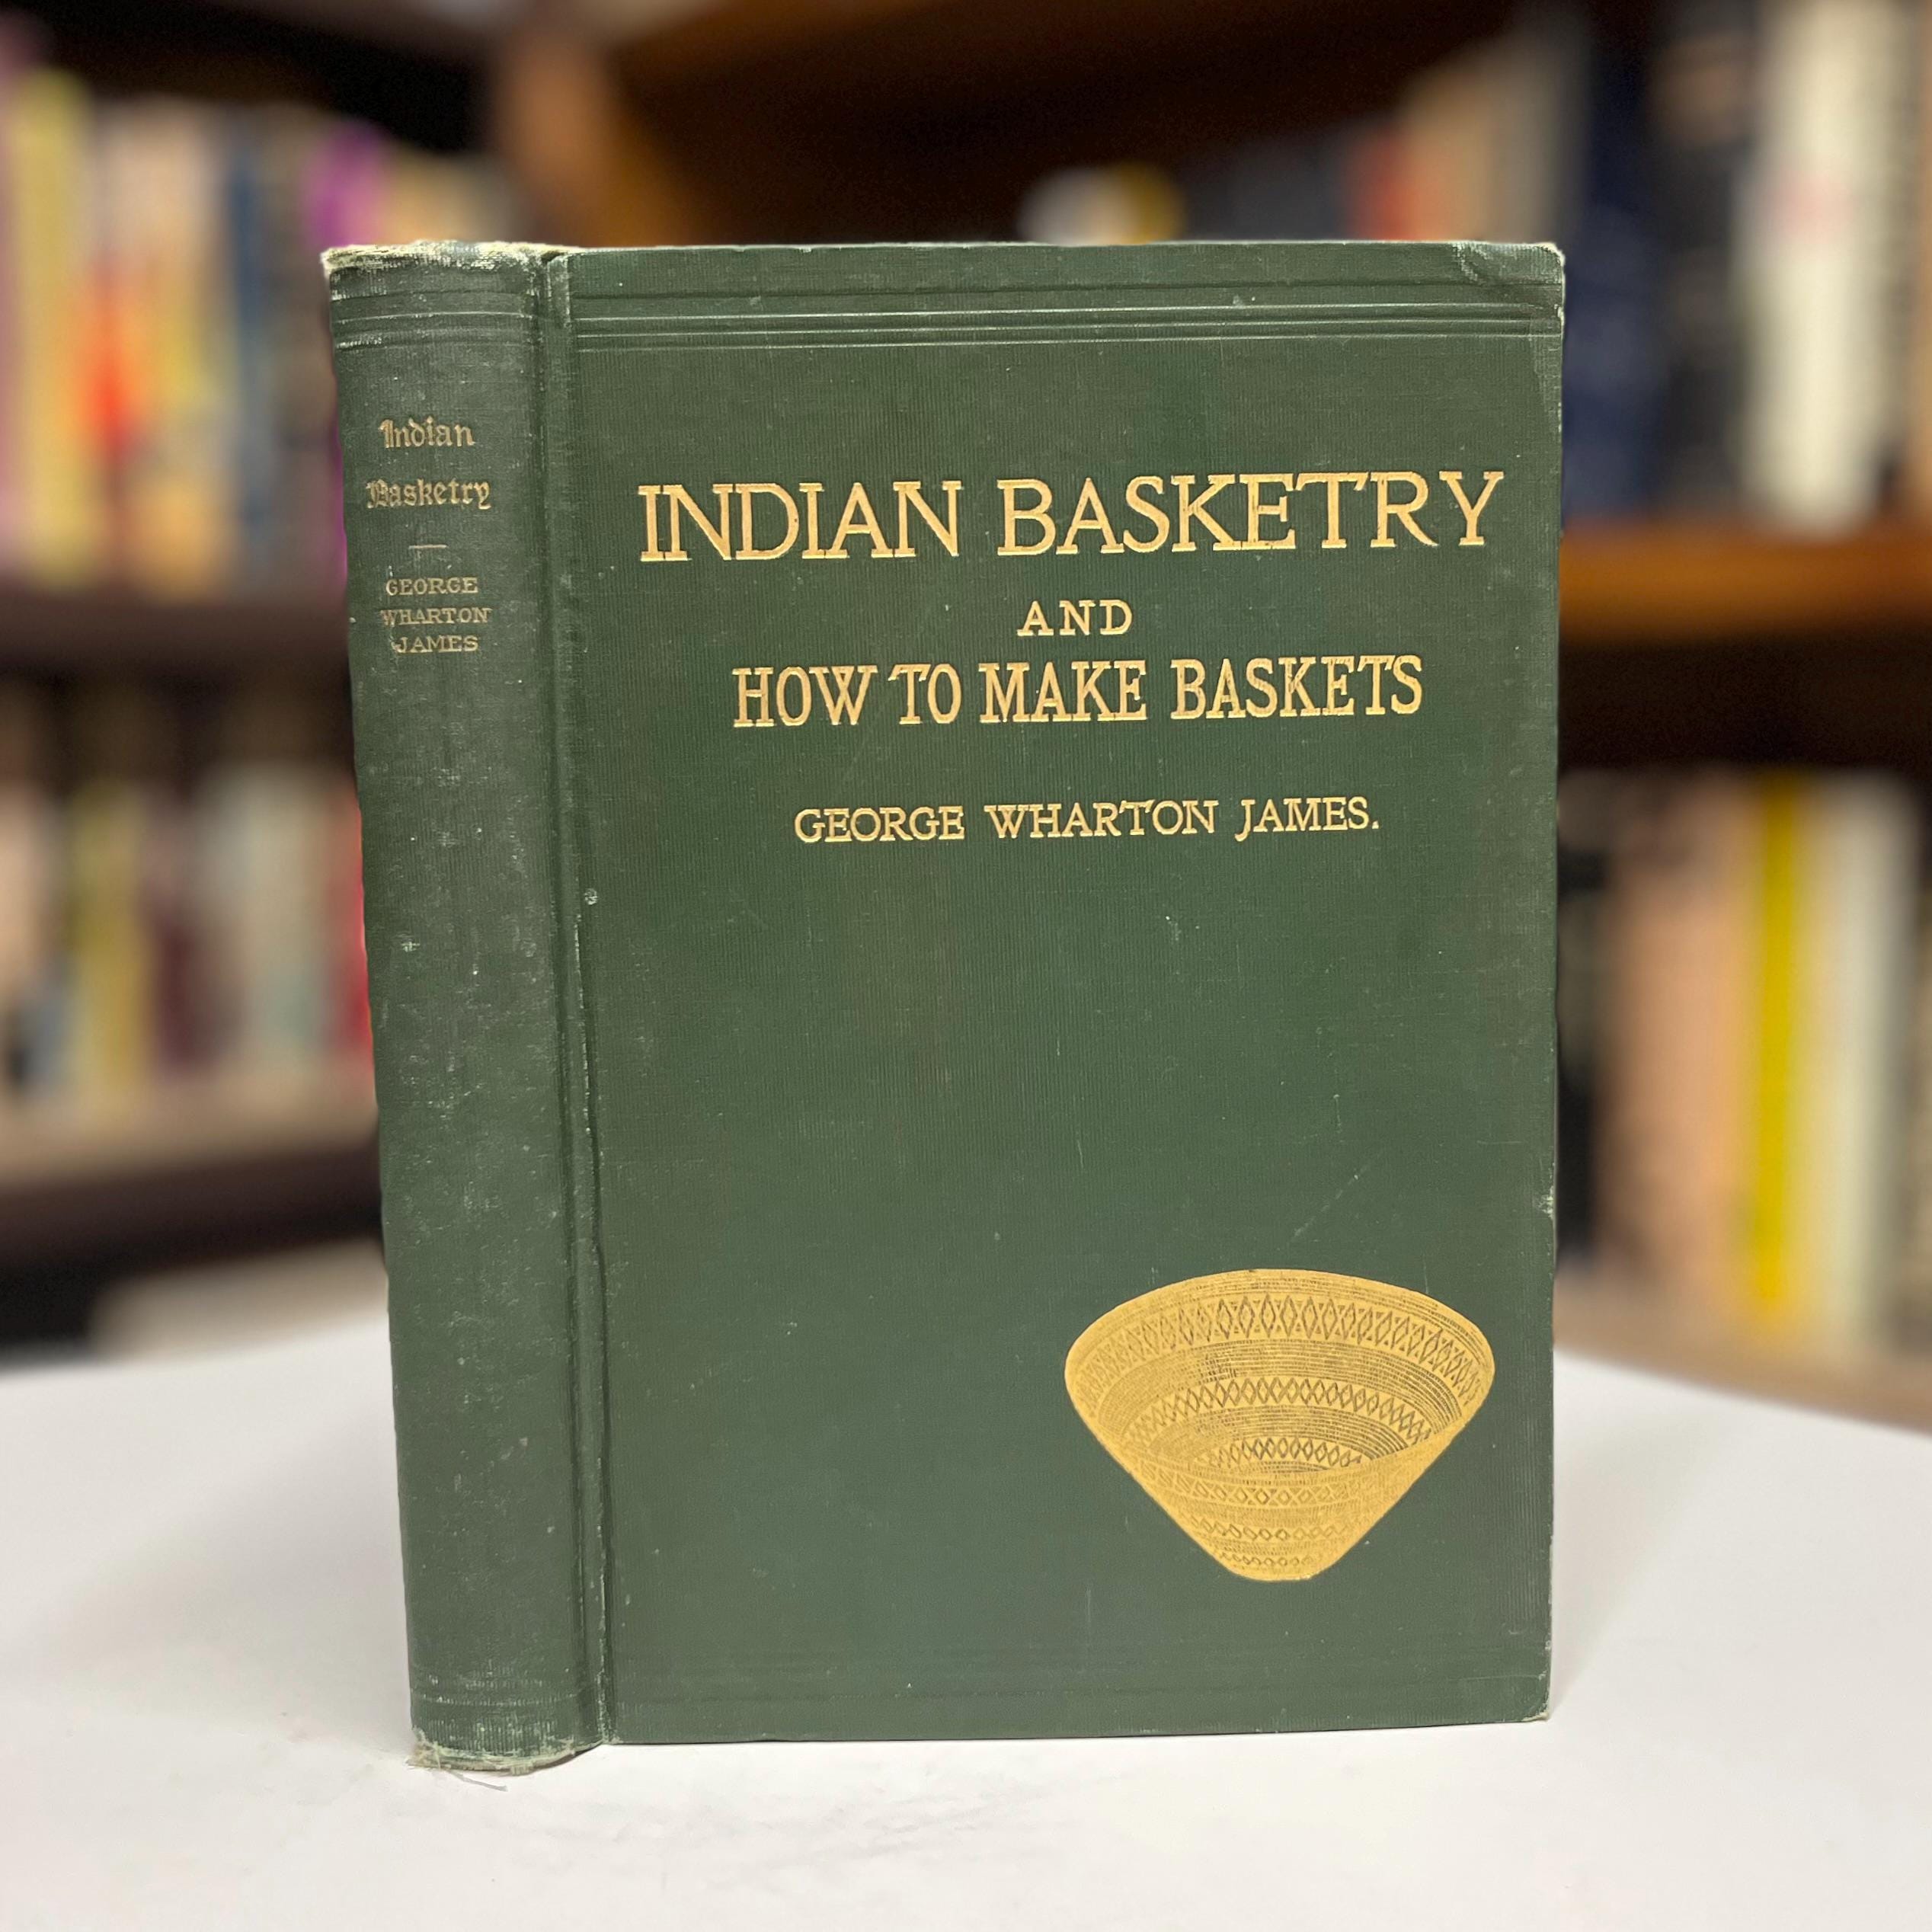 Indian
Basketry
GEORGE
WHARTON
JAMES
INDIAN BASKETRY
AND
HOW TO MAKE BASKETS
GEORGE WHARTON JAMES.